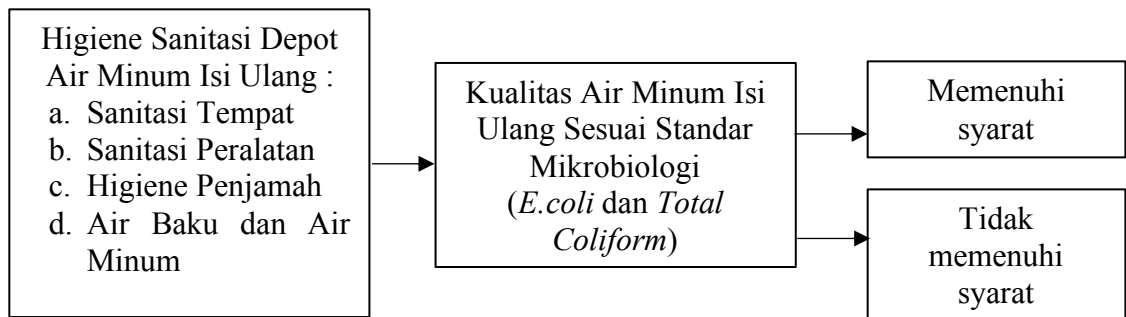 Higiene Sanitasi Depot
Air Minum Isi Ulang :
a. Sanitasi Tempat
b. Sanitasi Peralatan
c. Higiene Penjamah
d. Air Baku dan Air
Minum
Kualitas Air Minum Isi
Ulang Sesuai Standar
Mikrobiologi
(E.coli dan Total
Coliform)
Memenuhi
syarat
Tidak
memenuhi
syarat